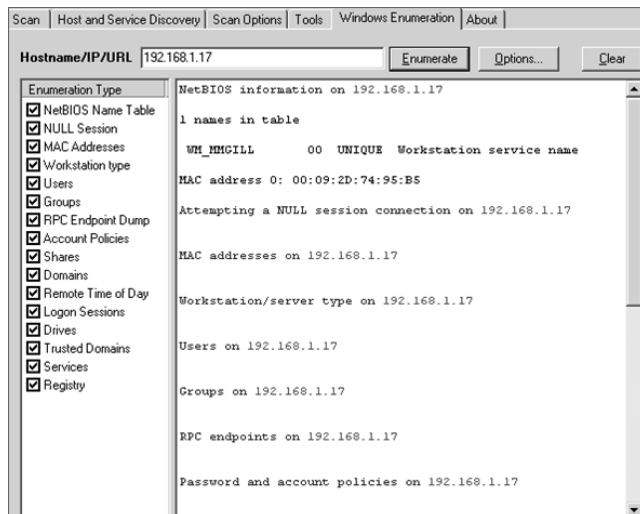 Scan Host and Service Discovery Scan Options Tools Windows Enumeration About
Hostname/IP/URL 192.168.1.17 Enumerate Options... Clear
Enumeration Type
NetBIOS Name Table
NULL Session
MAC Addresses
Workstation type
Users
Groups
RPC Endpoint Dump
Account Policies
Shares
Domains
Remote Time of Day
Logon Sessions
Drives
Trusted Domains
Services
Registry
NetBIOS information on 192.168.1.17
1 names in table
WM_MMGILL 00 UNIQUE Workstation service name
MAC address 0: 00:09:2D:74:95:B5
Attempting a NULL session connection on 192.168.1.17
MAC addresses on 192.168.1.17
Workstation/server type on 192.168.1.17
Users on 192.168.1.17
Groups on 192.168.1.17
RPC endpoints on 192.168.1.17
Password and account policies on 192.168.1.17